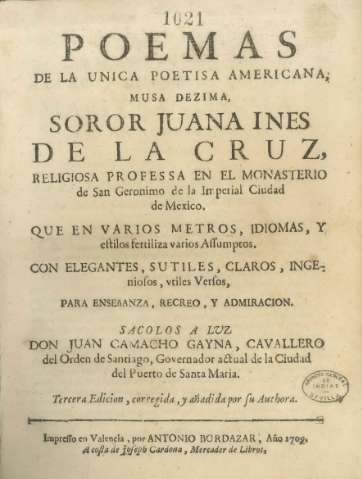 1021
POEMAS
DE LA UNICA POETISA AMERICANA,
MUSA DEZIMA,
SOROR JUANA INES
DE LA CRUZ,
RELIGIOSA PROFESSA EN EL MONASTERIO
de San Geronimo de la Imperial Ciudad
de Mexico.
QUE EN VARIOS METROS, IDIOMAS, Y
estilos fertiliza varios Assumptos.
CON ELEGANTES, SUTILES, CLAROS, INGE-
niosos, vtiles Versos,
PARA ENSEÑANZA, RECREO, Y ADMIRACION.
SACOLOS A LUZ
DON JUAN CAMACHO GAYNA, CAVALLERO
del Orden de Santiago, Governador actual de la Ciudad
del Puerto de Santa Maria.
Tercera Edicion, corregida, y añadida por su Authora.
Impresso en Valencia, por ANTONIO BORDAZAR, Año 1709.
A costa de Joseph Cardona, Mercader de Libros.
DE
INDIAS
SEVILLA